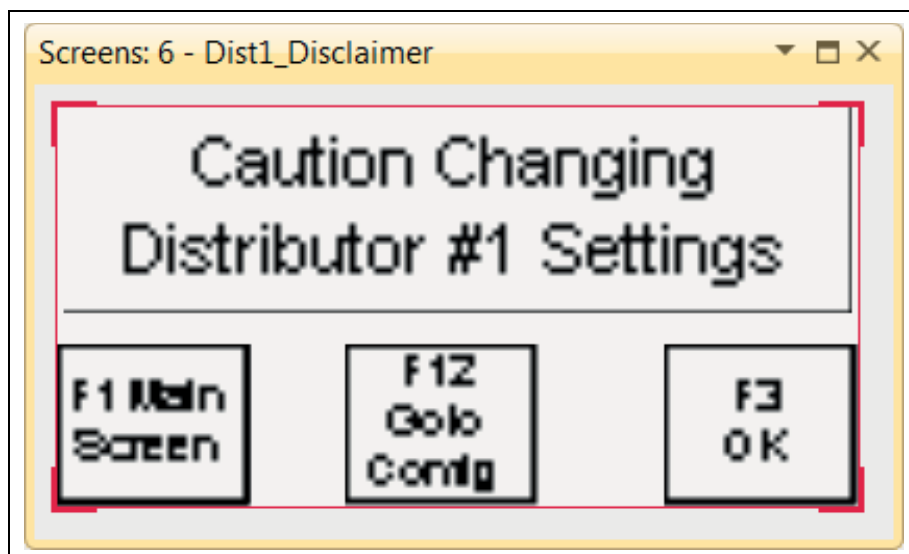 Screens: 6 - Dist1_Disclaimer
Caution Changing
Distributor #1 Settings
F1 Main
Screen
F12
Goto
Config
F3
OK